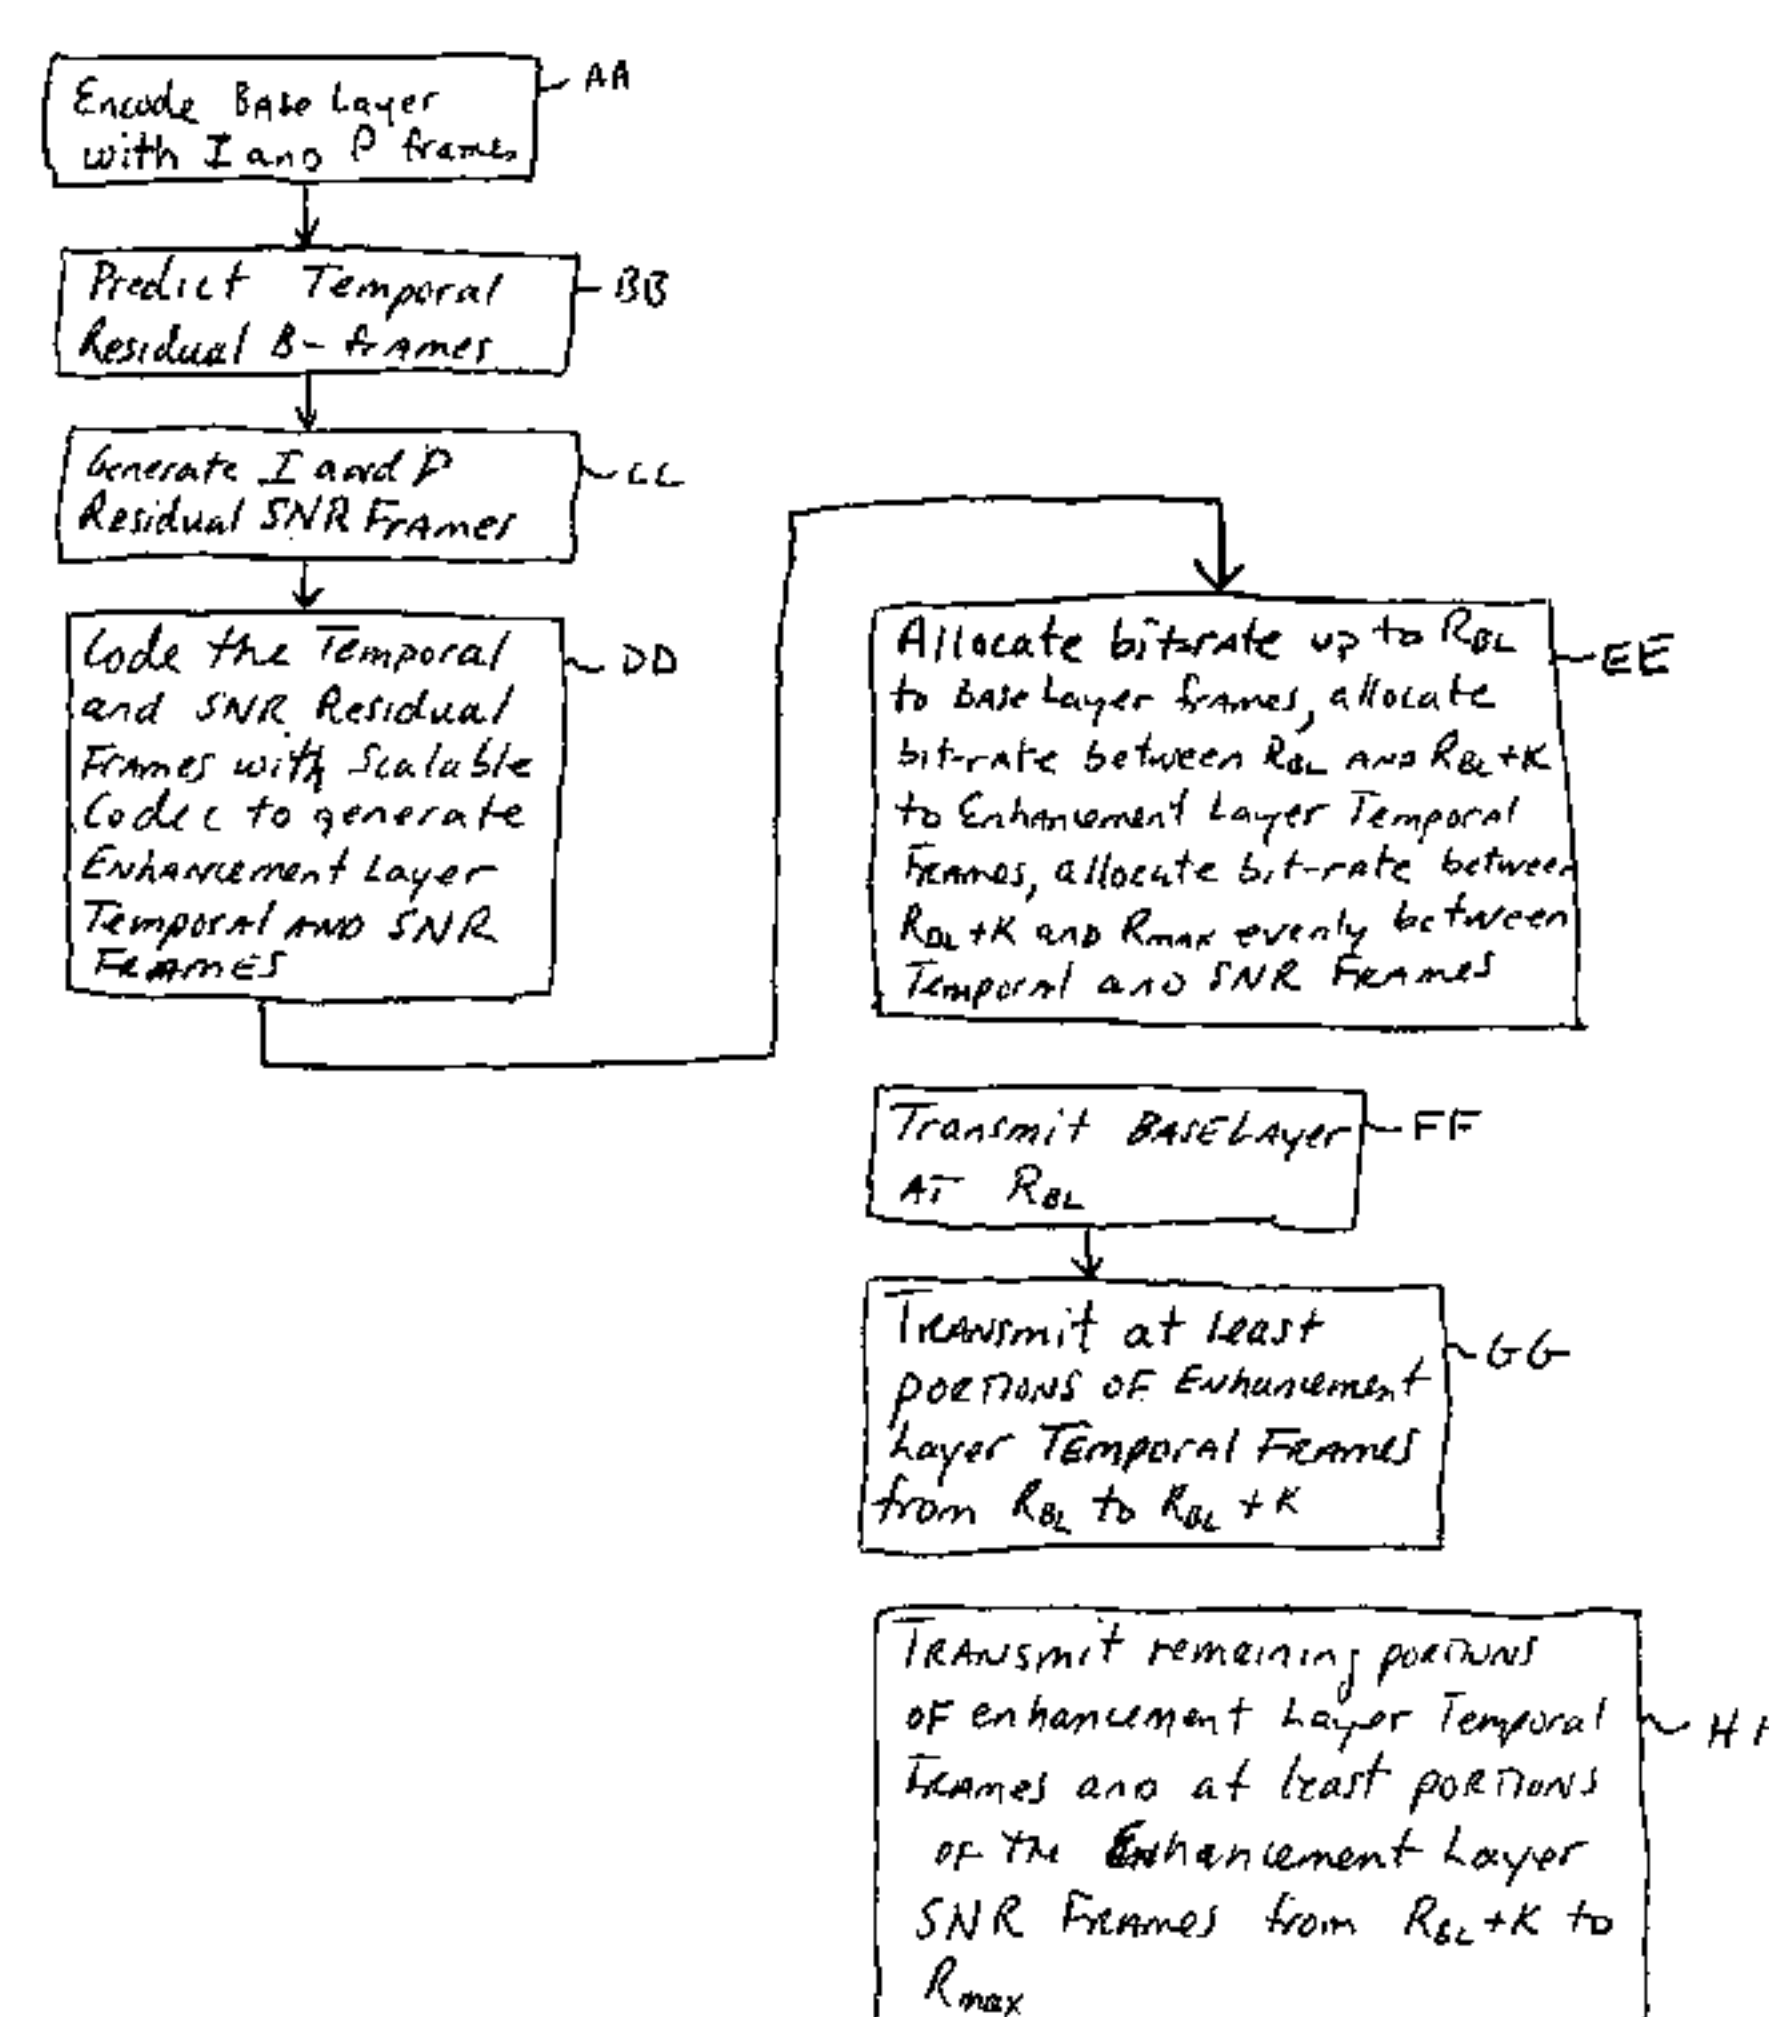 Encode Base Layer
with I and P frames
AA
Predict Temporal
Residual B-frames
BB
Generate I and P
Residual SNR Frames
CC
Code the Temporal
and SNR Residual
Frames with Scalable
Codec to generate
Enhancement Layer
Temporal AND SNR
FRAMES
DD
Allocate bit-rate up to RBL
to BASE Layer frames, allocate
bit-rate between RBL AND RBL+K
to Enhancement Layer Temporal
Frames, allocate bit-rate between
RBL+K and RMAX evenly between
Temporal and SNR FRAMES
EE
Transmit BASE LAyer
AT RBL
FF
TRANSmit at least
PORTIONS OF Enhancement
Layer TEMPORAL FRAMES
from RBL to RBL + K
GG
TRANSmit remaining portions
OF enhancement Layer Temporal
FRAMES and at least PORTIONS
OF The Enhancement Layer
SNR FRAMES from RBL+K to
Rmax